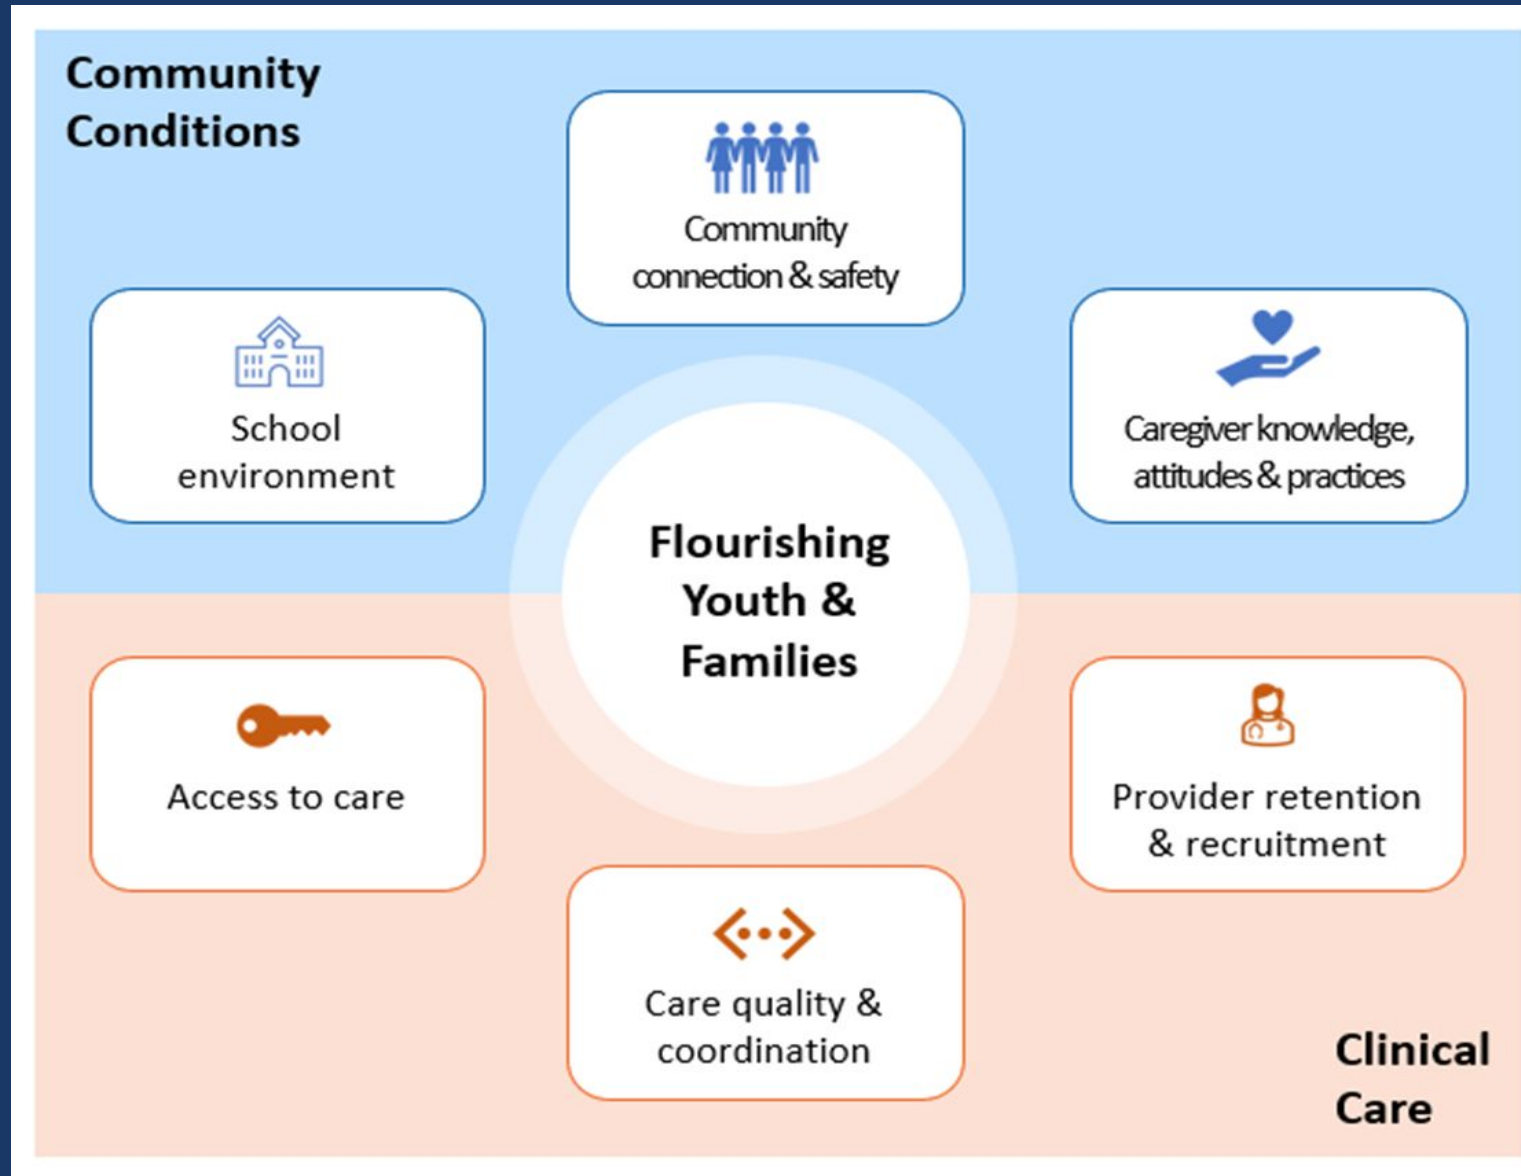 Community
Conditions
Community
connection & safety
School
environment
Caregiver knowledge,
attitudes & practices
Flourishing
Youth &
Families
Access to care
Provider retention
& recruitment
Care quality &
coordination
Clinical
Care